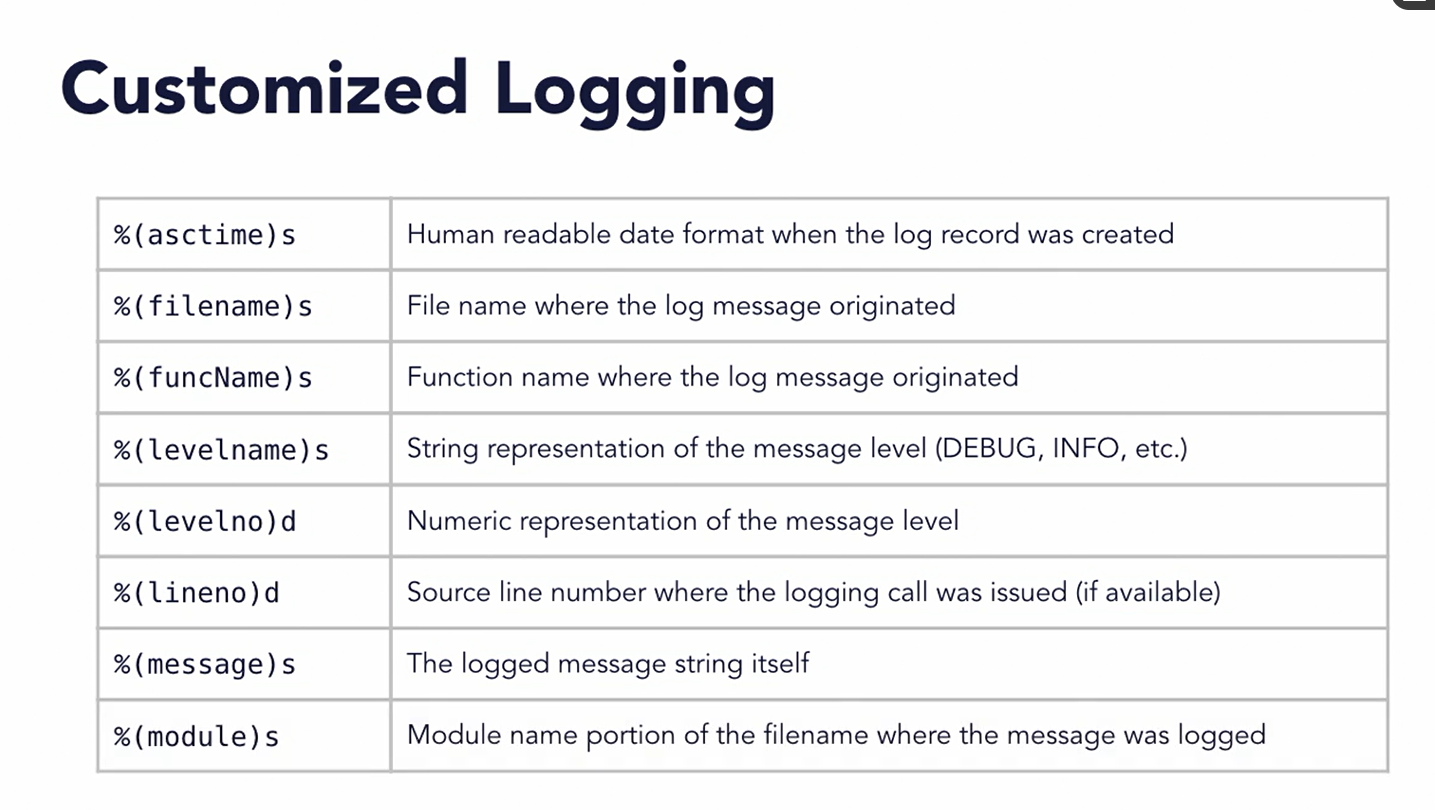 Customized Logging
%(asctime)s Human readable date format when the log record was created
%(filename)s File name where the log message originated
%(funcName)s Function name where the log message originated
%(levelname)s String representation of the message level (DEBUG, INFO, etc.)
%(levelno)d Numeric representation of the message level
%(lineno)d Source line number where the logging call was issued (if available)
%(message)s The logged message string itself
%(module)s Module name portion of the filename where the message was logged